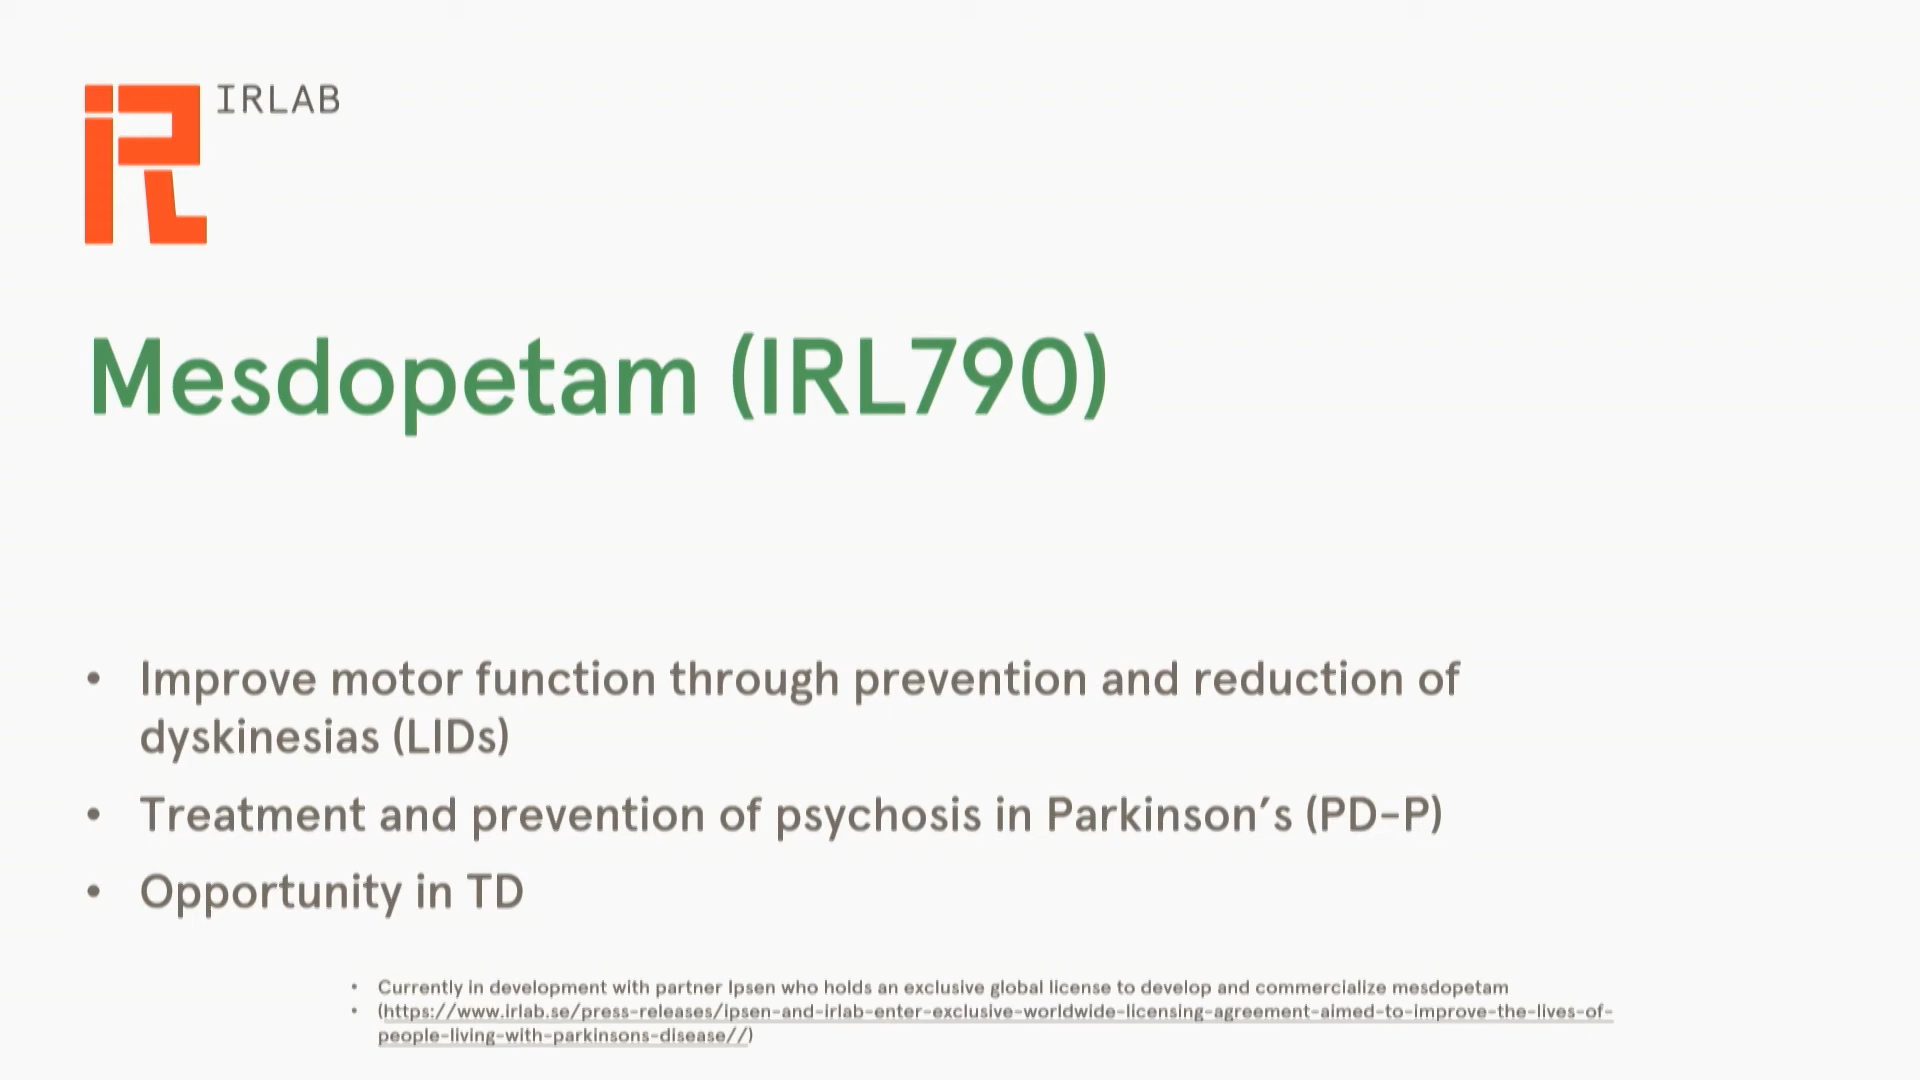 IRLAB
Mesdopetam (IRL790)
• Improve motor function through prevention and reduction of
dyskinesias (LIDs)
• Treatment and prevention of psychosis in Parkinson’s (PD-P)
• Opportunity in TD
• Currently in development with partner Ipsen who holds an exclusive global license to develop and commercialize mesdopetam
• (https://www.irlab.se/press-releases/ipsen-and-irlab-enter-exclusive-worldwide-licensing-agreement-aimed-to-improve-the-lives-of-
people-living-with-parkinsons-disease//)